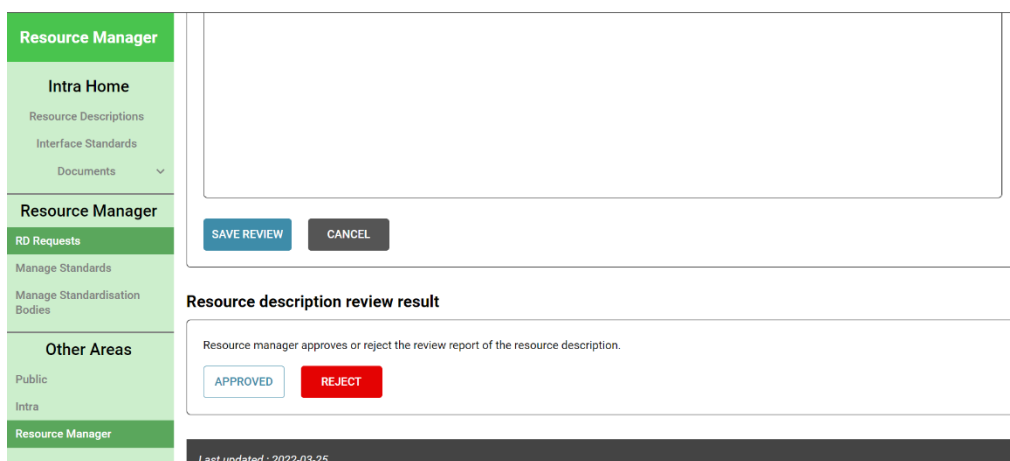 Resource Manager
Intra Home
Resource Descriptions
Interface Standards
Documents
Resource Manager
RD Requests
Manage Standards
Manage Standardisation
Bodies
Other Areas
Public
Intra
Resource Manager
SAVE REVIEW
CANCEL
Resource description review result
Resource manager approves or reject the review report of the resource description.
APPROVED
REJECT
Last updated : 2022-03-25